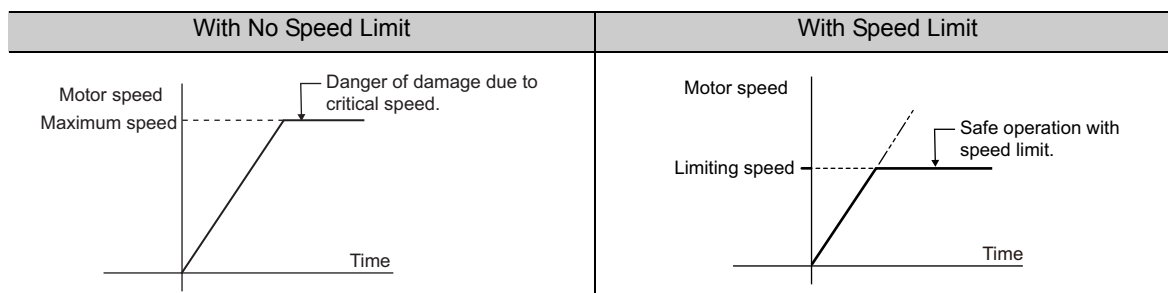 With No Speed Limit
With Speed Limit
Motor speed
Maximum speed
Danger of damage due to
critical speed.
Time
Motor speed
Limiting speed
Safe operation with
speed limit.
Time